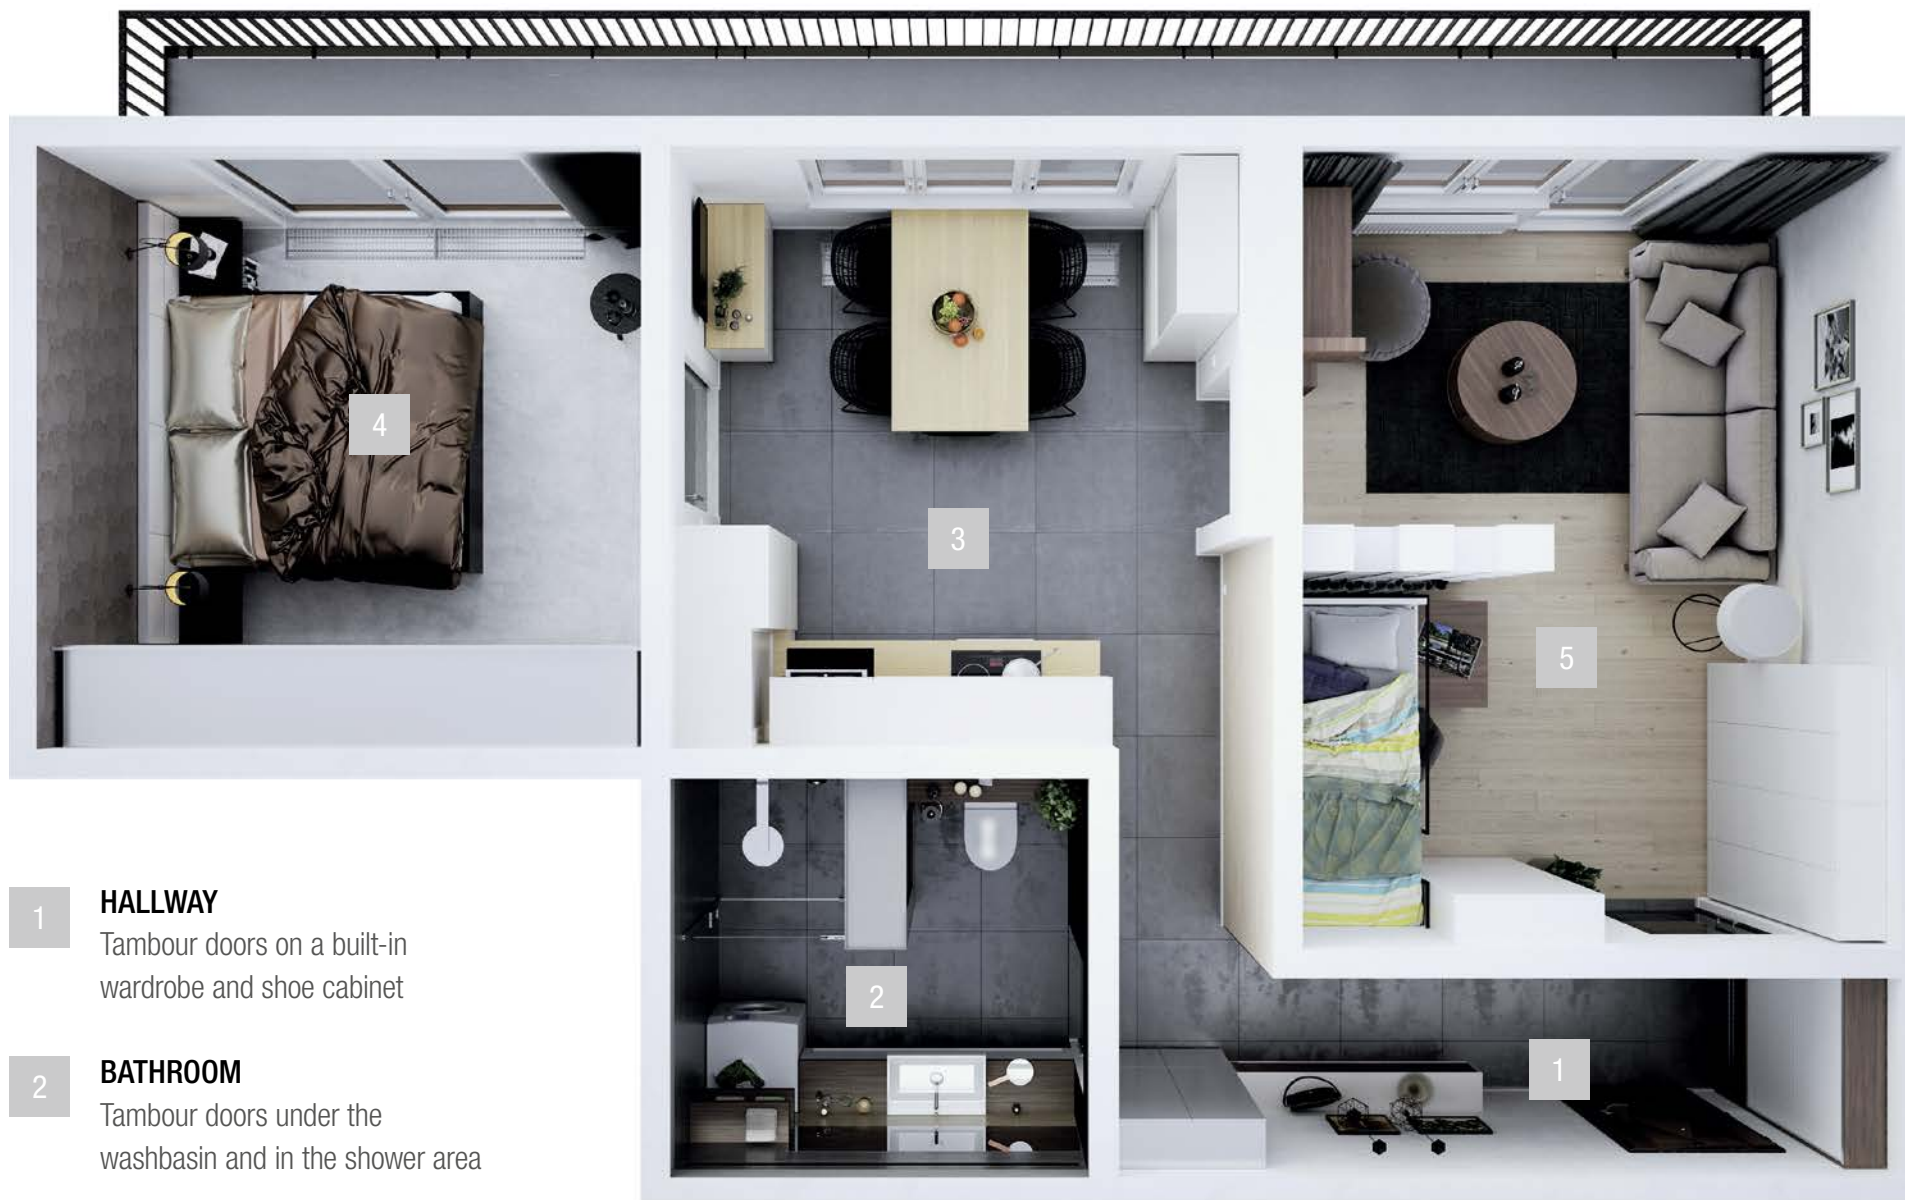 4
3
5
1
HALLWAY
Tambour doors on a built-in
wardrobe and shoe cabinet
2
1
2
BATHROOM
Tambour doors under the
washbasin and in the shower area